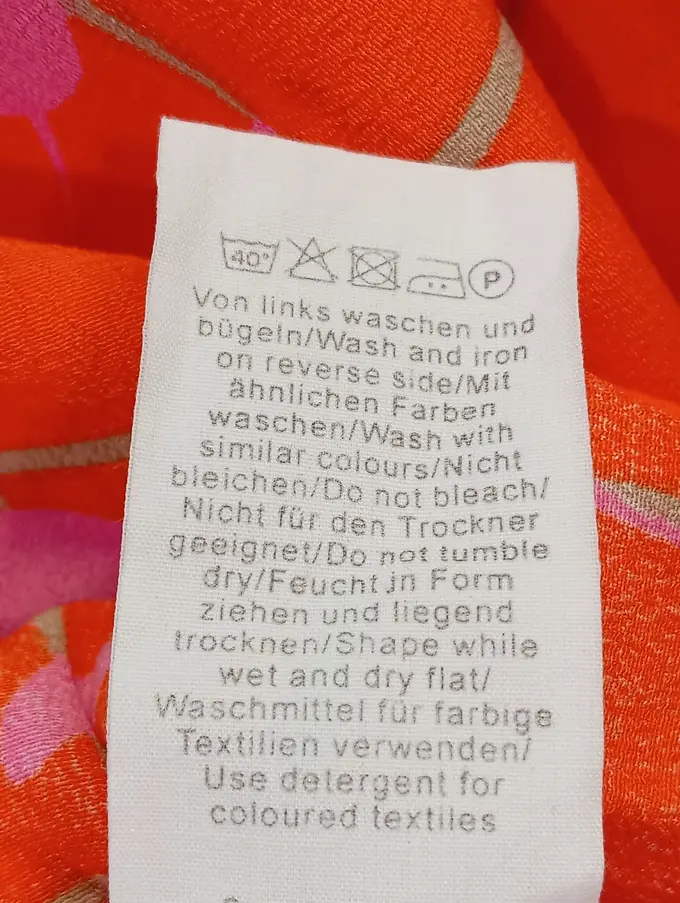 40°
P
Von links waschen und
bügeln/Wash and iron
on reverse side/Mit
ähnlichen Farben
waschen/Wash with
similar colours/Nicht
bleichen/Do not bleach/
Nicht für den Trockner
geeignet/Do not tumble
dry/Feucht in Form
ziehen und liegend
trocknen/Shape while
wet and dry flat/
Waschmittel für farbige
Textilien verwenden/
Use detergent for
coloured textiles